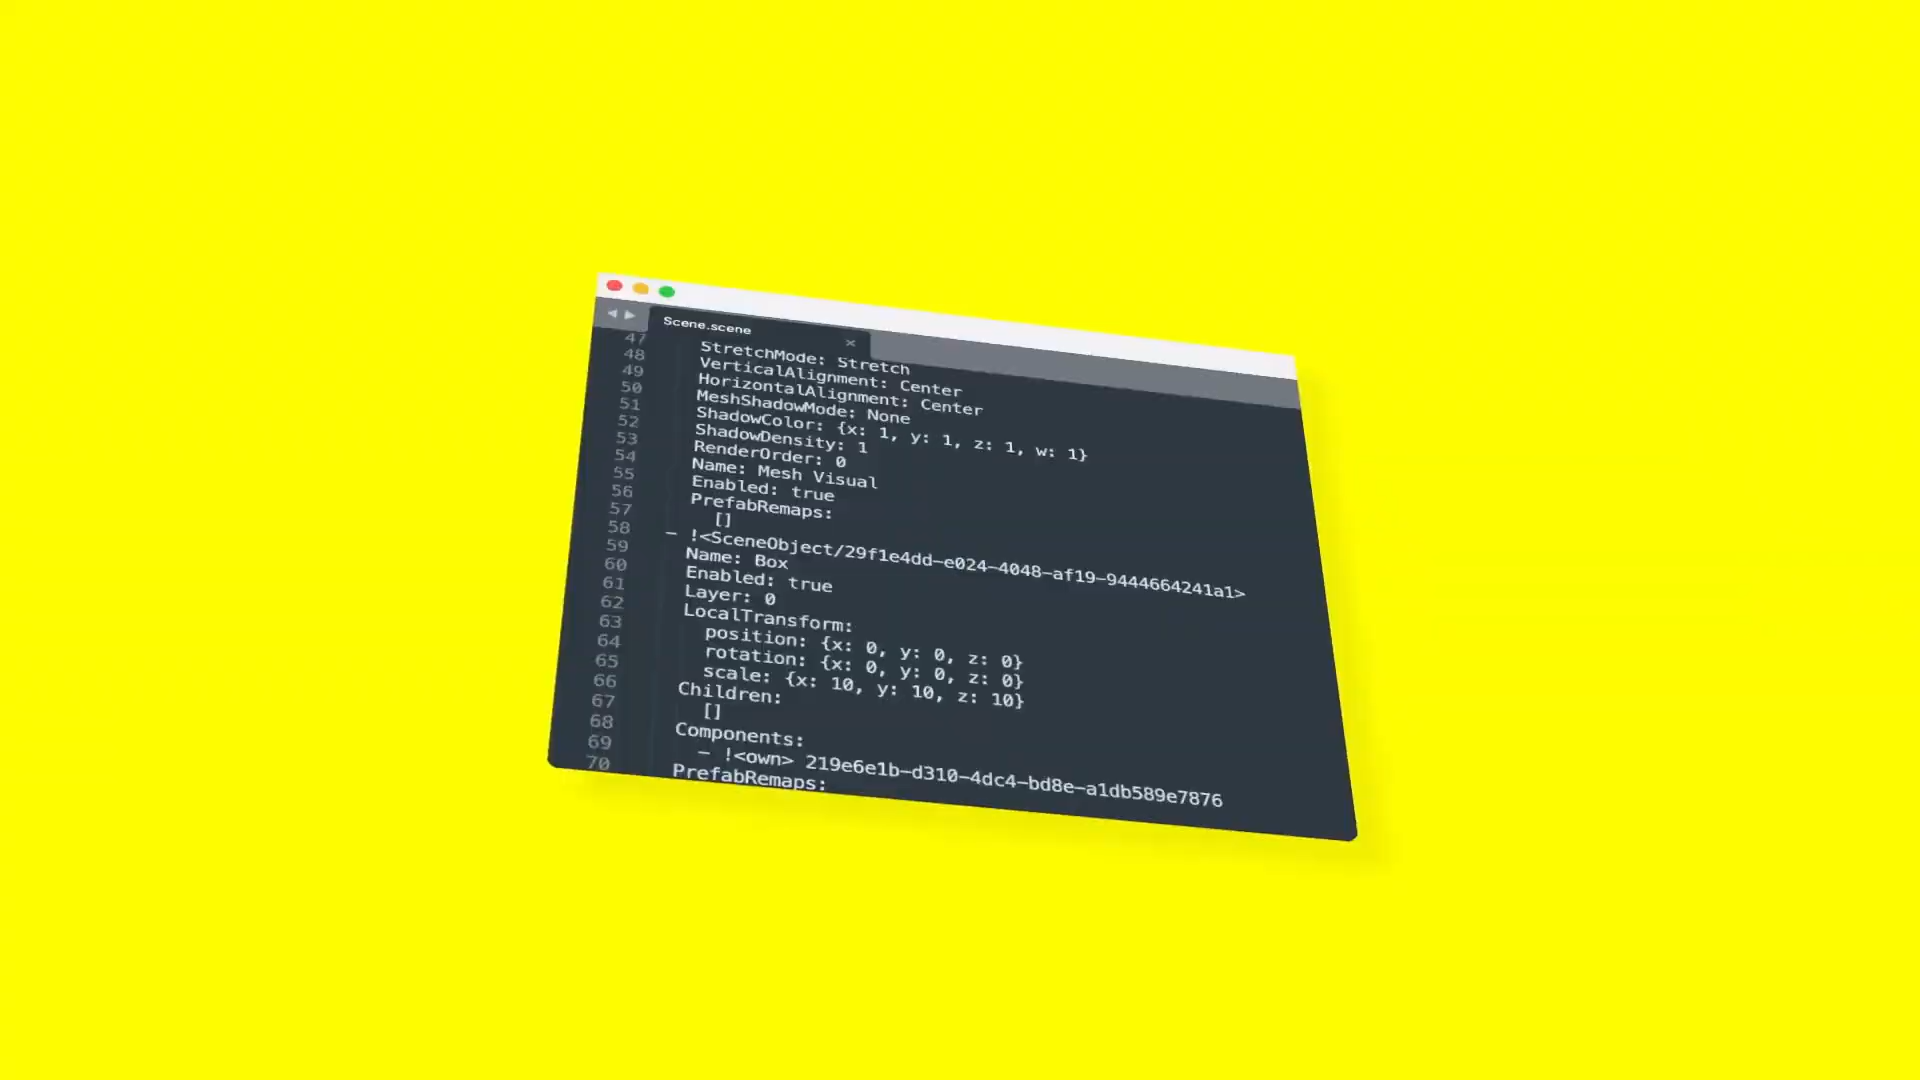 Scene.scene
47 StretchMode: Stretch
48 VerticalAlignment: Center
49 HorizontalAlignment: Center
50 MeshShadowMode: None
51 ShadowColor: {x: 1, y: 1, z: 1, w: 1}
52 ShadowDensity: 1
53 RenderOrder: 0
54 Name: Mesh Visual
55 Enabled: true
56 PrefabRemaps:
57 []
58 - !<SceneObject/29f1e4dd-e024-4048-af19-9444664241a1>
59 Name: Box
60 Enabled: true
61 Layer: 0
62 LocalTransform:
63 position: {x: 0, y: 0, z: 0}
64 rotation: {x: 0, y: 0, z: 0}
65 scale: {x: 10, y: 10, z: 10}
66 Children:
67 []
68 Components:
69 - !<own> 219e6e1b-d310-4dc4-bd8e-a1db589e7876
70 PrefabRemaps: